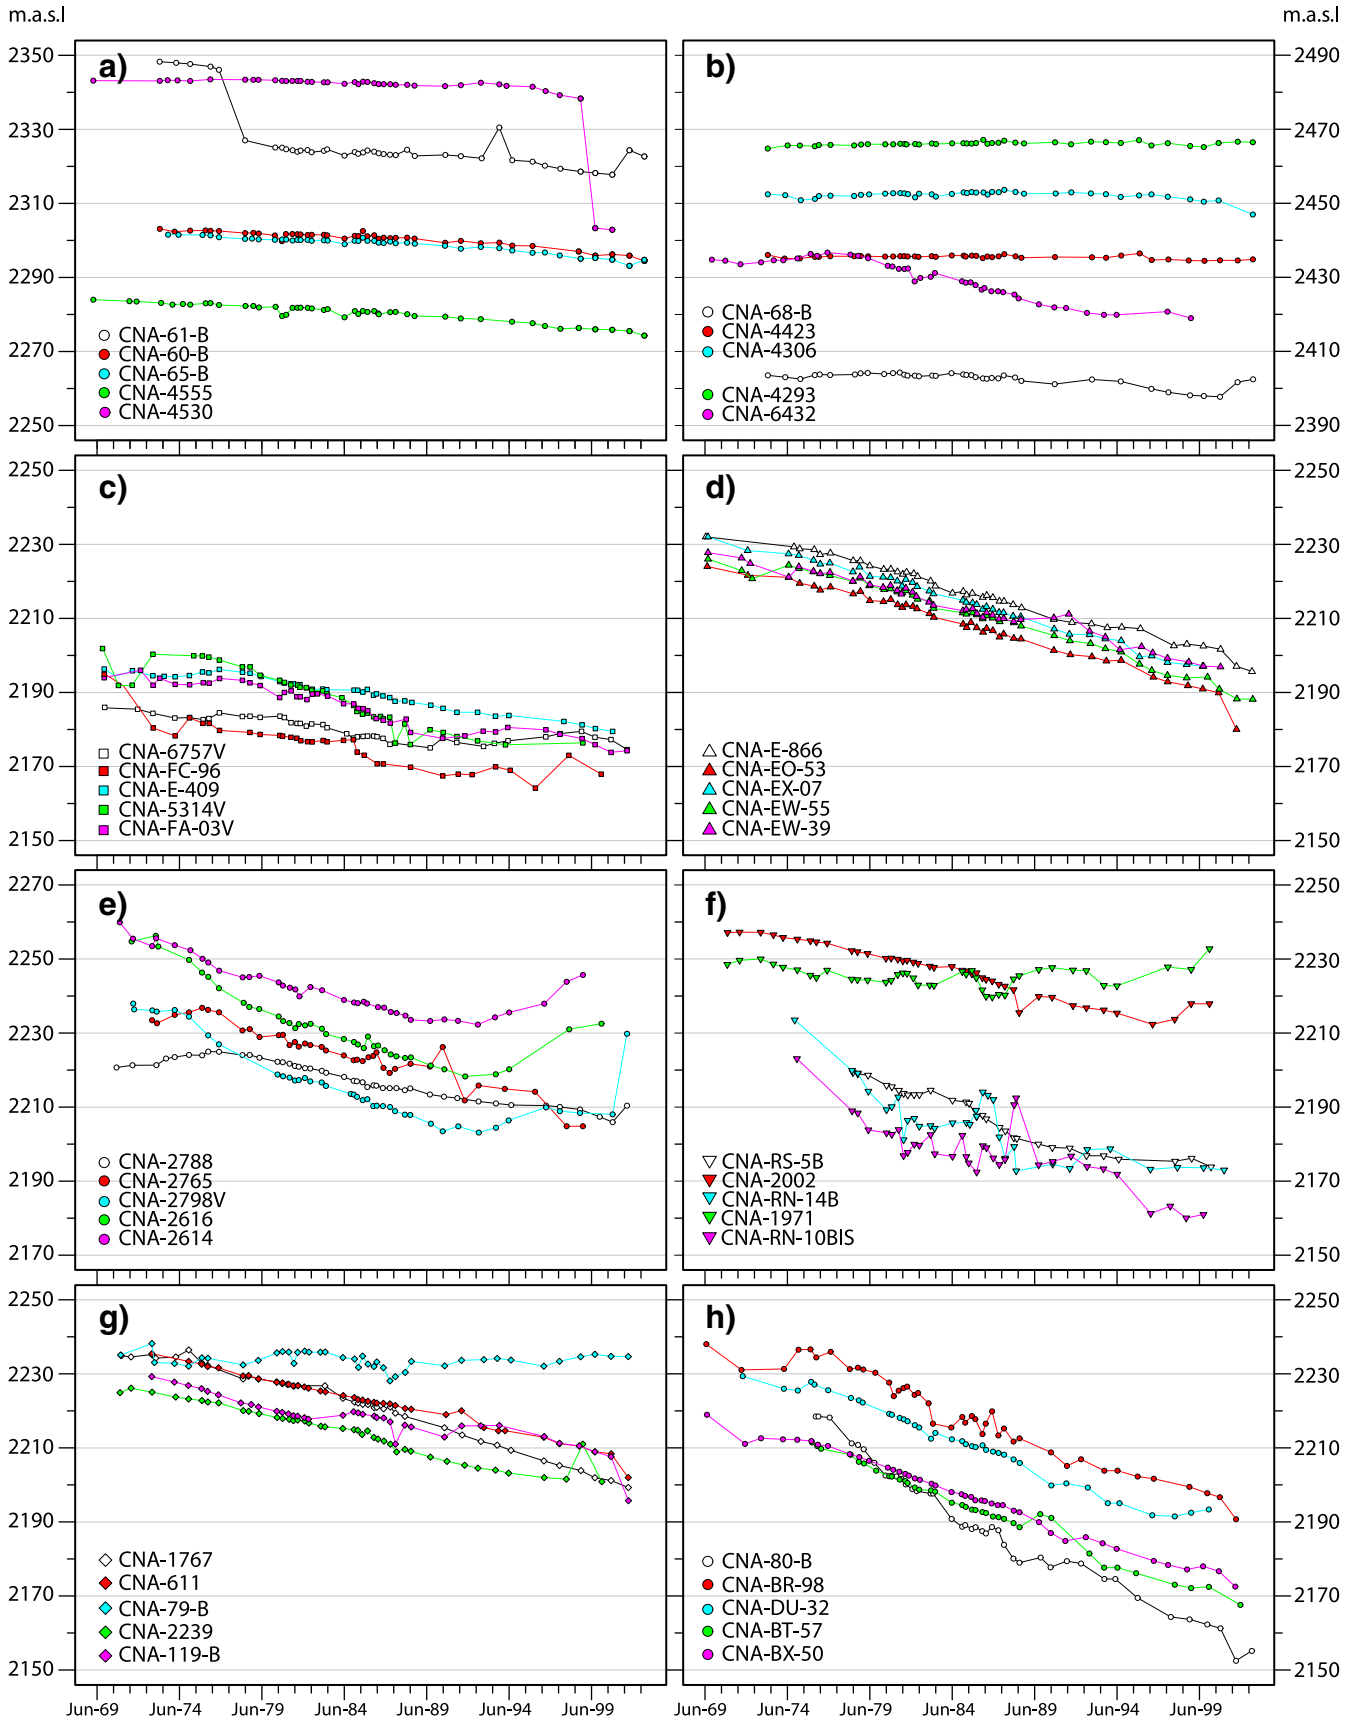 m.a.s.l
m.a.s.l
a)
2350
2330
2310
2290
2270
2250
CNA-61-B
CNA-60-B
CNA-65-B
CNA-4555
CNA-4530
b)
2490
2470
2450
2430
2410
2390
CNA-68-B
CNA-4423
CNA-4306
CNA-4293
CNA-6432
c)
2250
2230
2210
2190
2170
2150
CNA-6757V
CNA-FC-96
CNA-E-409
CNA-5314V
CNA-FA-03V
d)
2250
2230
2210
2190
2170
2150
CNA-E-866
CNA-EO-53
CNA-EX-07
CNA-EW-55
CNA-EW-39
e)
2270
2250
2230
2210
2190
2170
CNA-2788
CNA-2765
CNA-2798V
CNA-2616
CNA-2614
f)
2250
2230
2210
2190
2170
2150
CNA-RS-5B
CNA-2002
CNA-RN-14B
CNA-1971
CNA-RN-10BIS
g)
2250
2230
2210
2190
2170
2150
CNA-1767
CNA-611
CNA-79-B
CNA-2239
CNA-119-B
h)
2250
2230
2210
2190
2170
2150
CNA-80-B
CNA-BR-98
CNA-DU-32
CNA-BT-57
CNA-BX-50
Jun-69 Jun-74 Jun-79 Jun-84 Jun-89 Jun-94 Jun-99
Jun-69 Jun-74 Jun-79 Jun-84 Jun-89 Jun-94 Jun-99